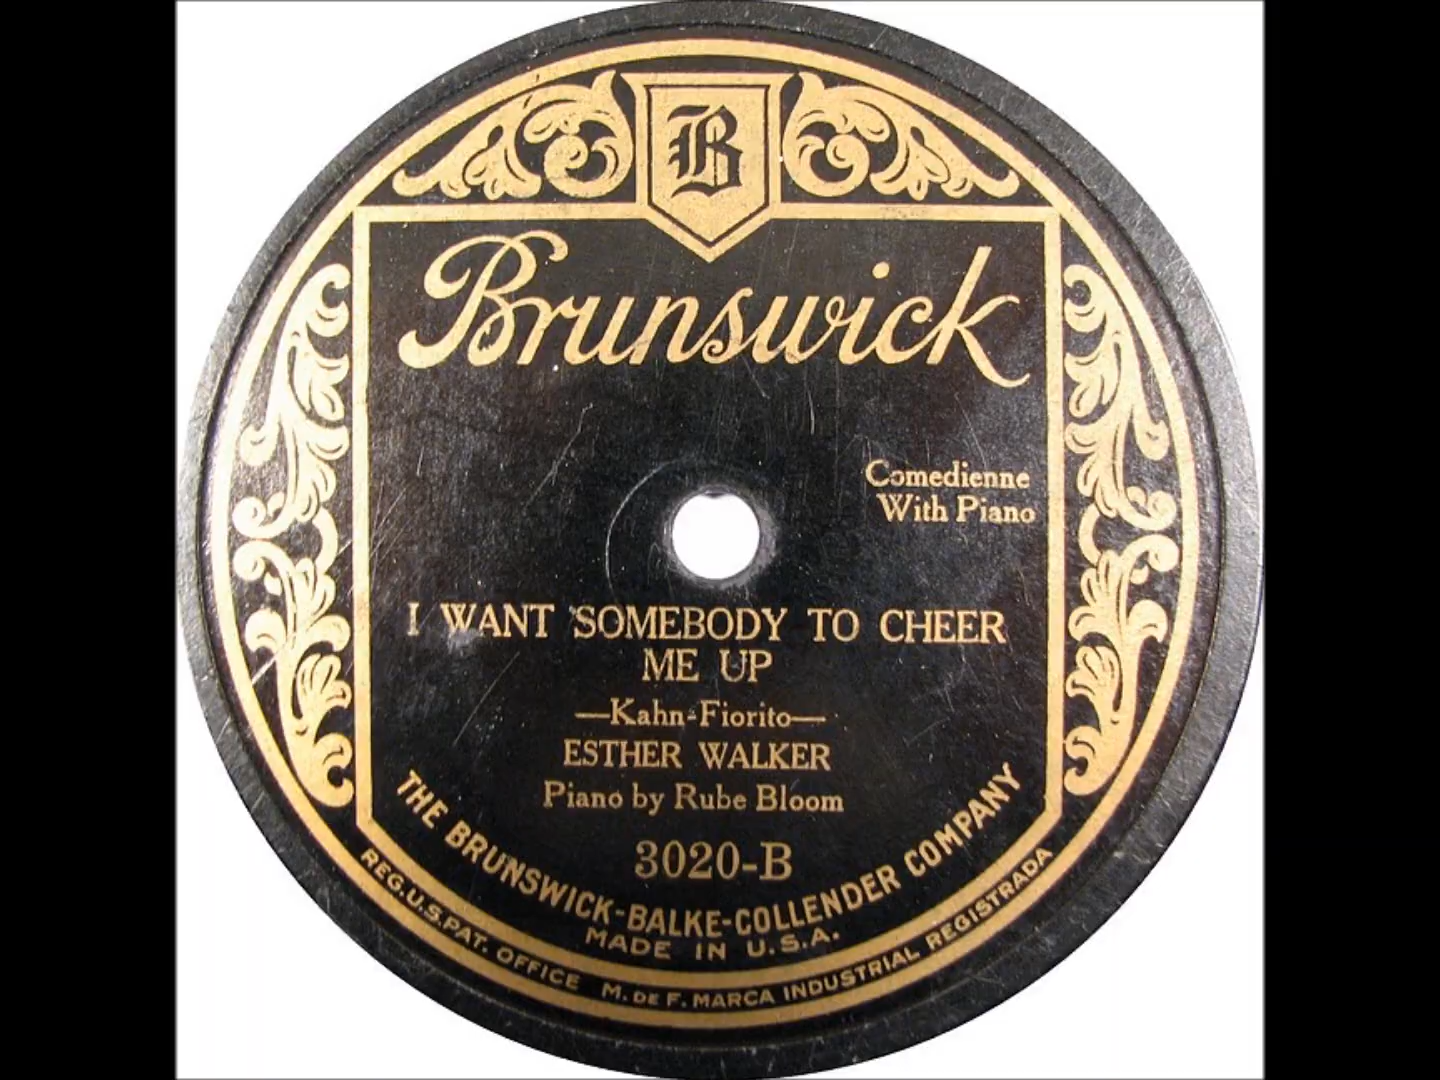 B
Brunswick
Comedienne
With Piano
I WANT SOMEBODY TO CHEER
ME UP
—Kahn-Fiorito—
ESTHER WALKER
Piano by Rube Bloom
3020-B
THE BRUNSWICK-BALKE-COLLENDER COMPANY
MADE IN U.S.A.
REG.U.S.PAT. OFFICE M. DE F. MARCA INDUSTRIAL REGISTRADA